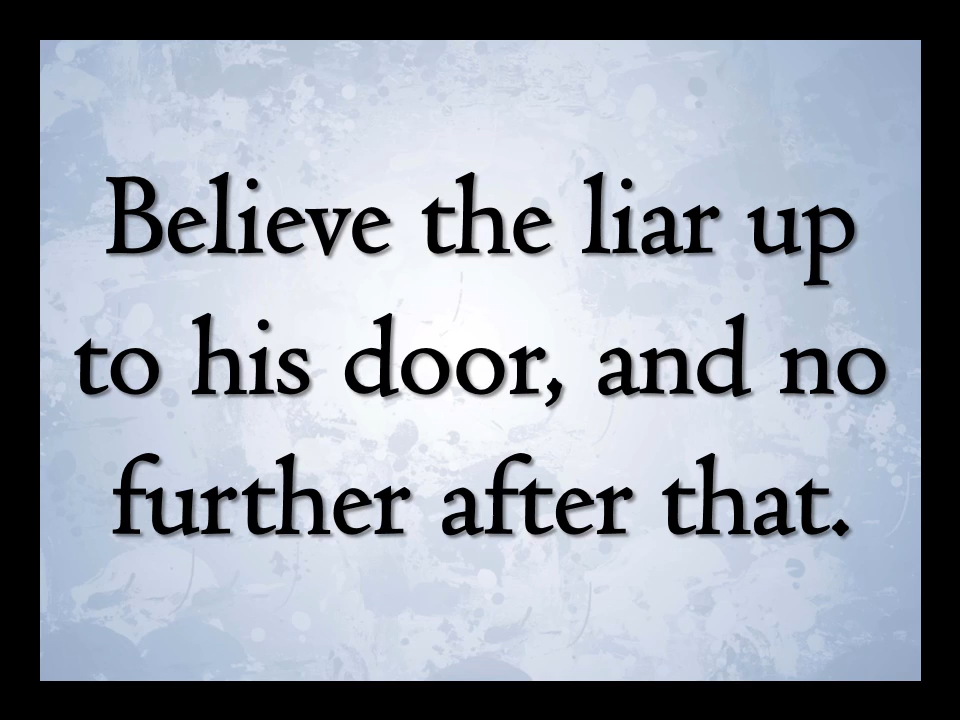 Believe the liar up
to his door, and no
further after that.